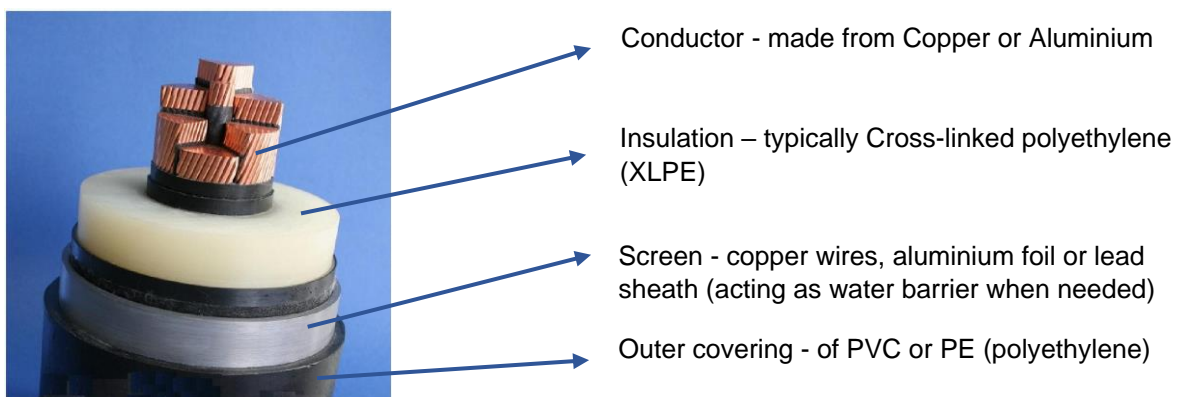 Conductor - made from Copper or Aluminium
Insulation – typically Cross-linked polyethylene
(XLPE)
Screen - copper wires, aluminium foil or lead
sheath (acting as water barrier when needed)
Outer covering - of PVC or PE (polyethylene)